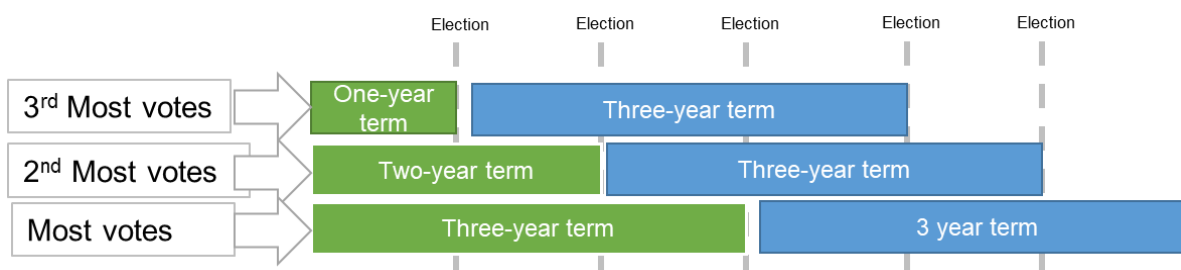 Election Election Election Election Election
3rd Most votes
One-year
term
Three-year term
2nd Most votes
Two-year term
Three-year term
Most votes
Three-year term
3 year term